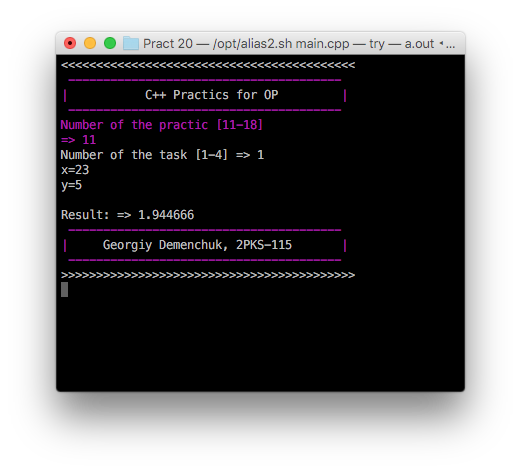 Pract 20 — /opt/alias2.sh main.cpp — try — a.out ◂...
<<<<<<<<<<<<<<<<<<<<<<<<<<<<<<<<<<<<<<<<<<
---------------------------------------
| C++ Practics for OP |
---------------------------------------
Number of the practic [11-18]
=> 11
Number of the task [1-4] => 1
x=23
y=5
Result: => 1.944666
---------------------------------------
| Georgiy Demenchuk, 2PKS-115 |
---------------------------------------
>>>>>>>>>>>>>>>>>>>>>>>>>>>>>>>>>>>>>>>>>>